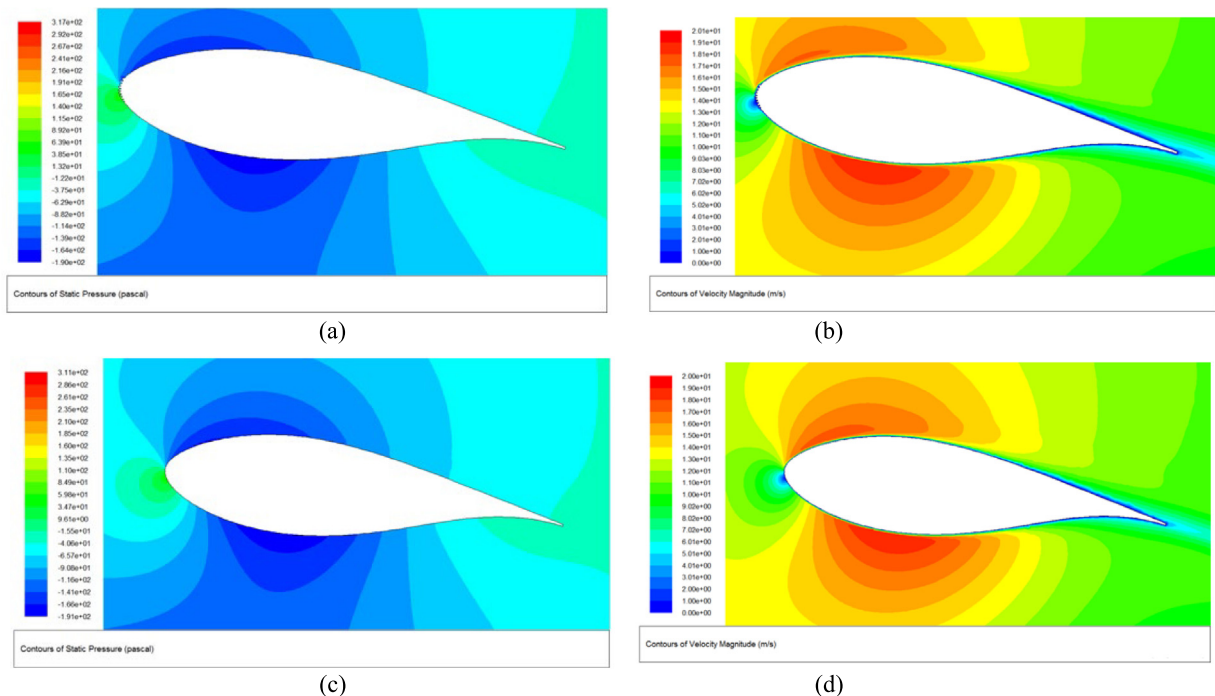 3.17e+02
2.92e+02
2.67e+02
2.41e+02
2.16e+02
1.91e+02
1.65e+02
1.40e+02
1.15e+02
8.92e+01
6.39e+01
3.85e+01
1.32e+01
-1.22e+01
-3.75e+01
-6.29e+01
-8.82e+01
-1.14e+02
-1.39e+02
-1.64e+02
-1.90e+02
Contours of Static Pressure (pascal)
(a)
2.01e+01
1.91e+01
1.71e+01
1.61e+01
1.50e+01
1.40e+01
1.30e+01
1.20e+01
1.10e+01
1.00e+01
9.03e+00
8.03e+00
7.02e+00
6.02e+00
5.02e+00
4.01e+00
3.01e+00
2.01e+00
1.00e+00
0.00e+00
Contours of Velocity Magnitude (m/s)
(b)
3.11e+02
2.86e+02
2.61e+02
2.35e+02
2.10e+02
1.85e+02
1.60e+02
1.35e+02
1.10e+02
8.49e+01
5.98e+01
3.47e+01
9.61e+00
-1.55e+01
-4.06e+01
-6.57e+01
-9.08e+01
-1.16e+02
-1.41e+02
-1.66e+02
-1.91e+02
Contours of Static Pressure (pascal)
(c)
2.00e+01
1.90e+01
1.80e+01
1.70e+01
1.60e+01
1.50e+01
1.40e+01
1.30e+01
1.20e+01
1.10e+01
1.00e+01
9.02e+00
8.02e+00
7.02e+00
6.01e+00
5.01e+00
4.01e+00
3.01e+00
2.00e+00
1.00e+00
0.00e+00
Contours of Velocity Magnitude (m/s)
(d)